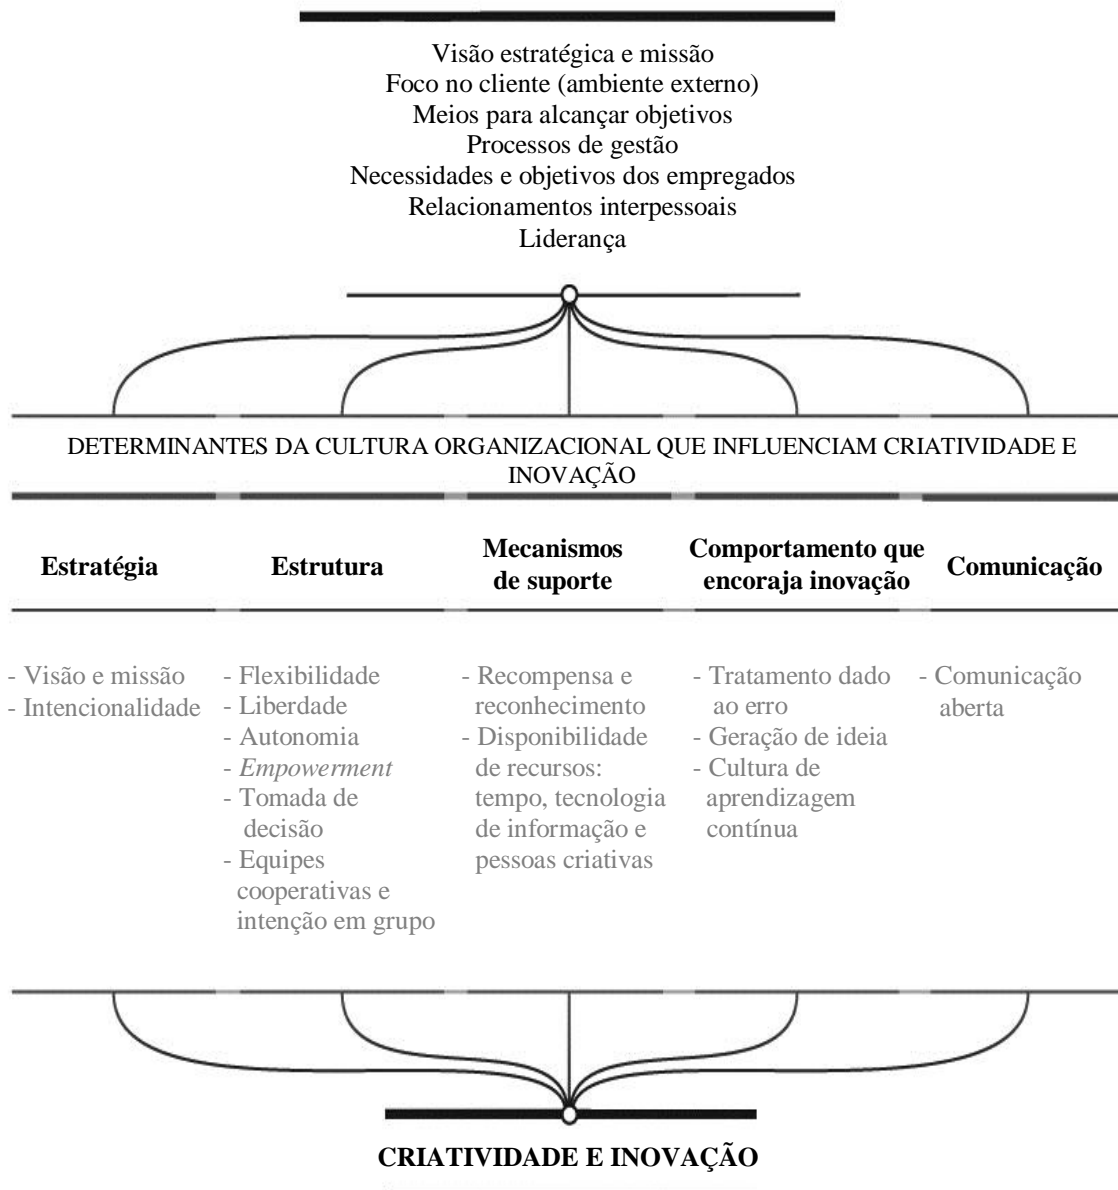 Visão estratégica e missão
Foco no cliente (ambiente externo)
Meios para alcançar objetivos
Processos de gestão
Necessidades e objetivos dos empregados
Relacionamentos interpessoais
Liderança
DETERMINANTES DA CULTURA ORGANIZACIONAL QUE INFLUENCIAM CRIATIVIDADE E
INOVAÇÃO
Estratégia
Estrutura
Mecanismos
de suporte
Comportamento que
encoraja inovação
Comunicação
- Visão e missão
- Intencionalidade
- Flexibilidade
- Liberdade
- Autonomia
- Empowerment
- Tomada de
decisão
- Equipes
cooperativas e
intenção em grupo
- Recompensa e
reconhecimento
- Disponibilidade
de recursos:
tempo, tecnologia
de informação e
pessoas criativas
- Tratamento dado
ao erro
- Geração de ideia
- Cultura de
aprendizagem
contínua
- Comunicação
aberta
CRIATIVIDADE E INOVAÇÃO